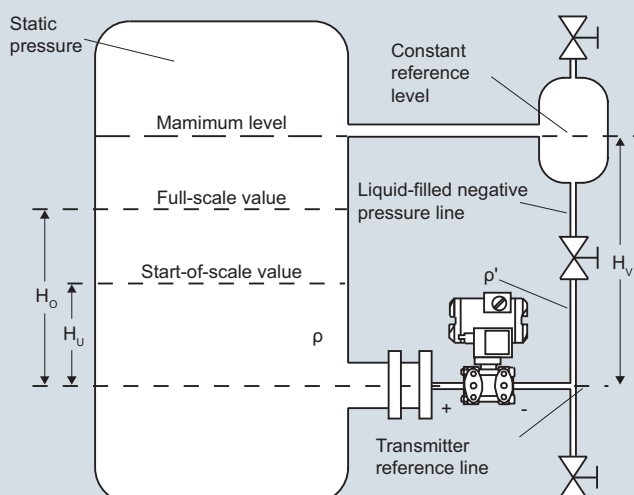 Static
pressure
Constant
reference
level
Mamimum level
Full-scale value
Liquid-filled negative
pressure line
Start-of-scale value
H_O
H_U
H_V
ρ'
ρ
+
-
Transmitter
reference line